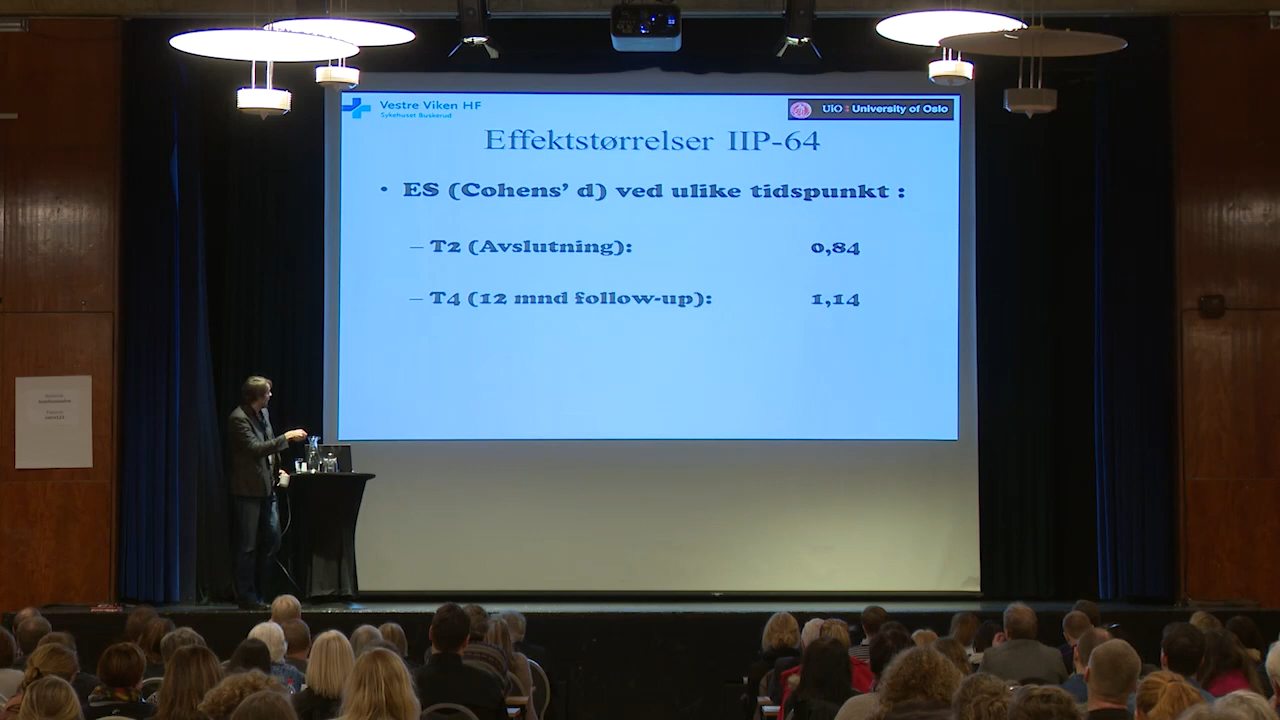 Vestre Viken HF
Sykehuset Buskerud
UiO University of Oslo
Effektstørrelser IIP-64
• ES (Cohens’ d) ved ulike tidspunkt :
– T2 (Avslutning): 0,84
– T4 (12 mnd follow-up): 1,14